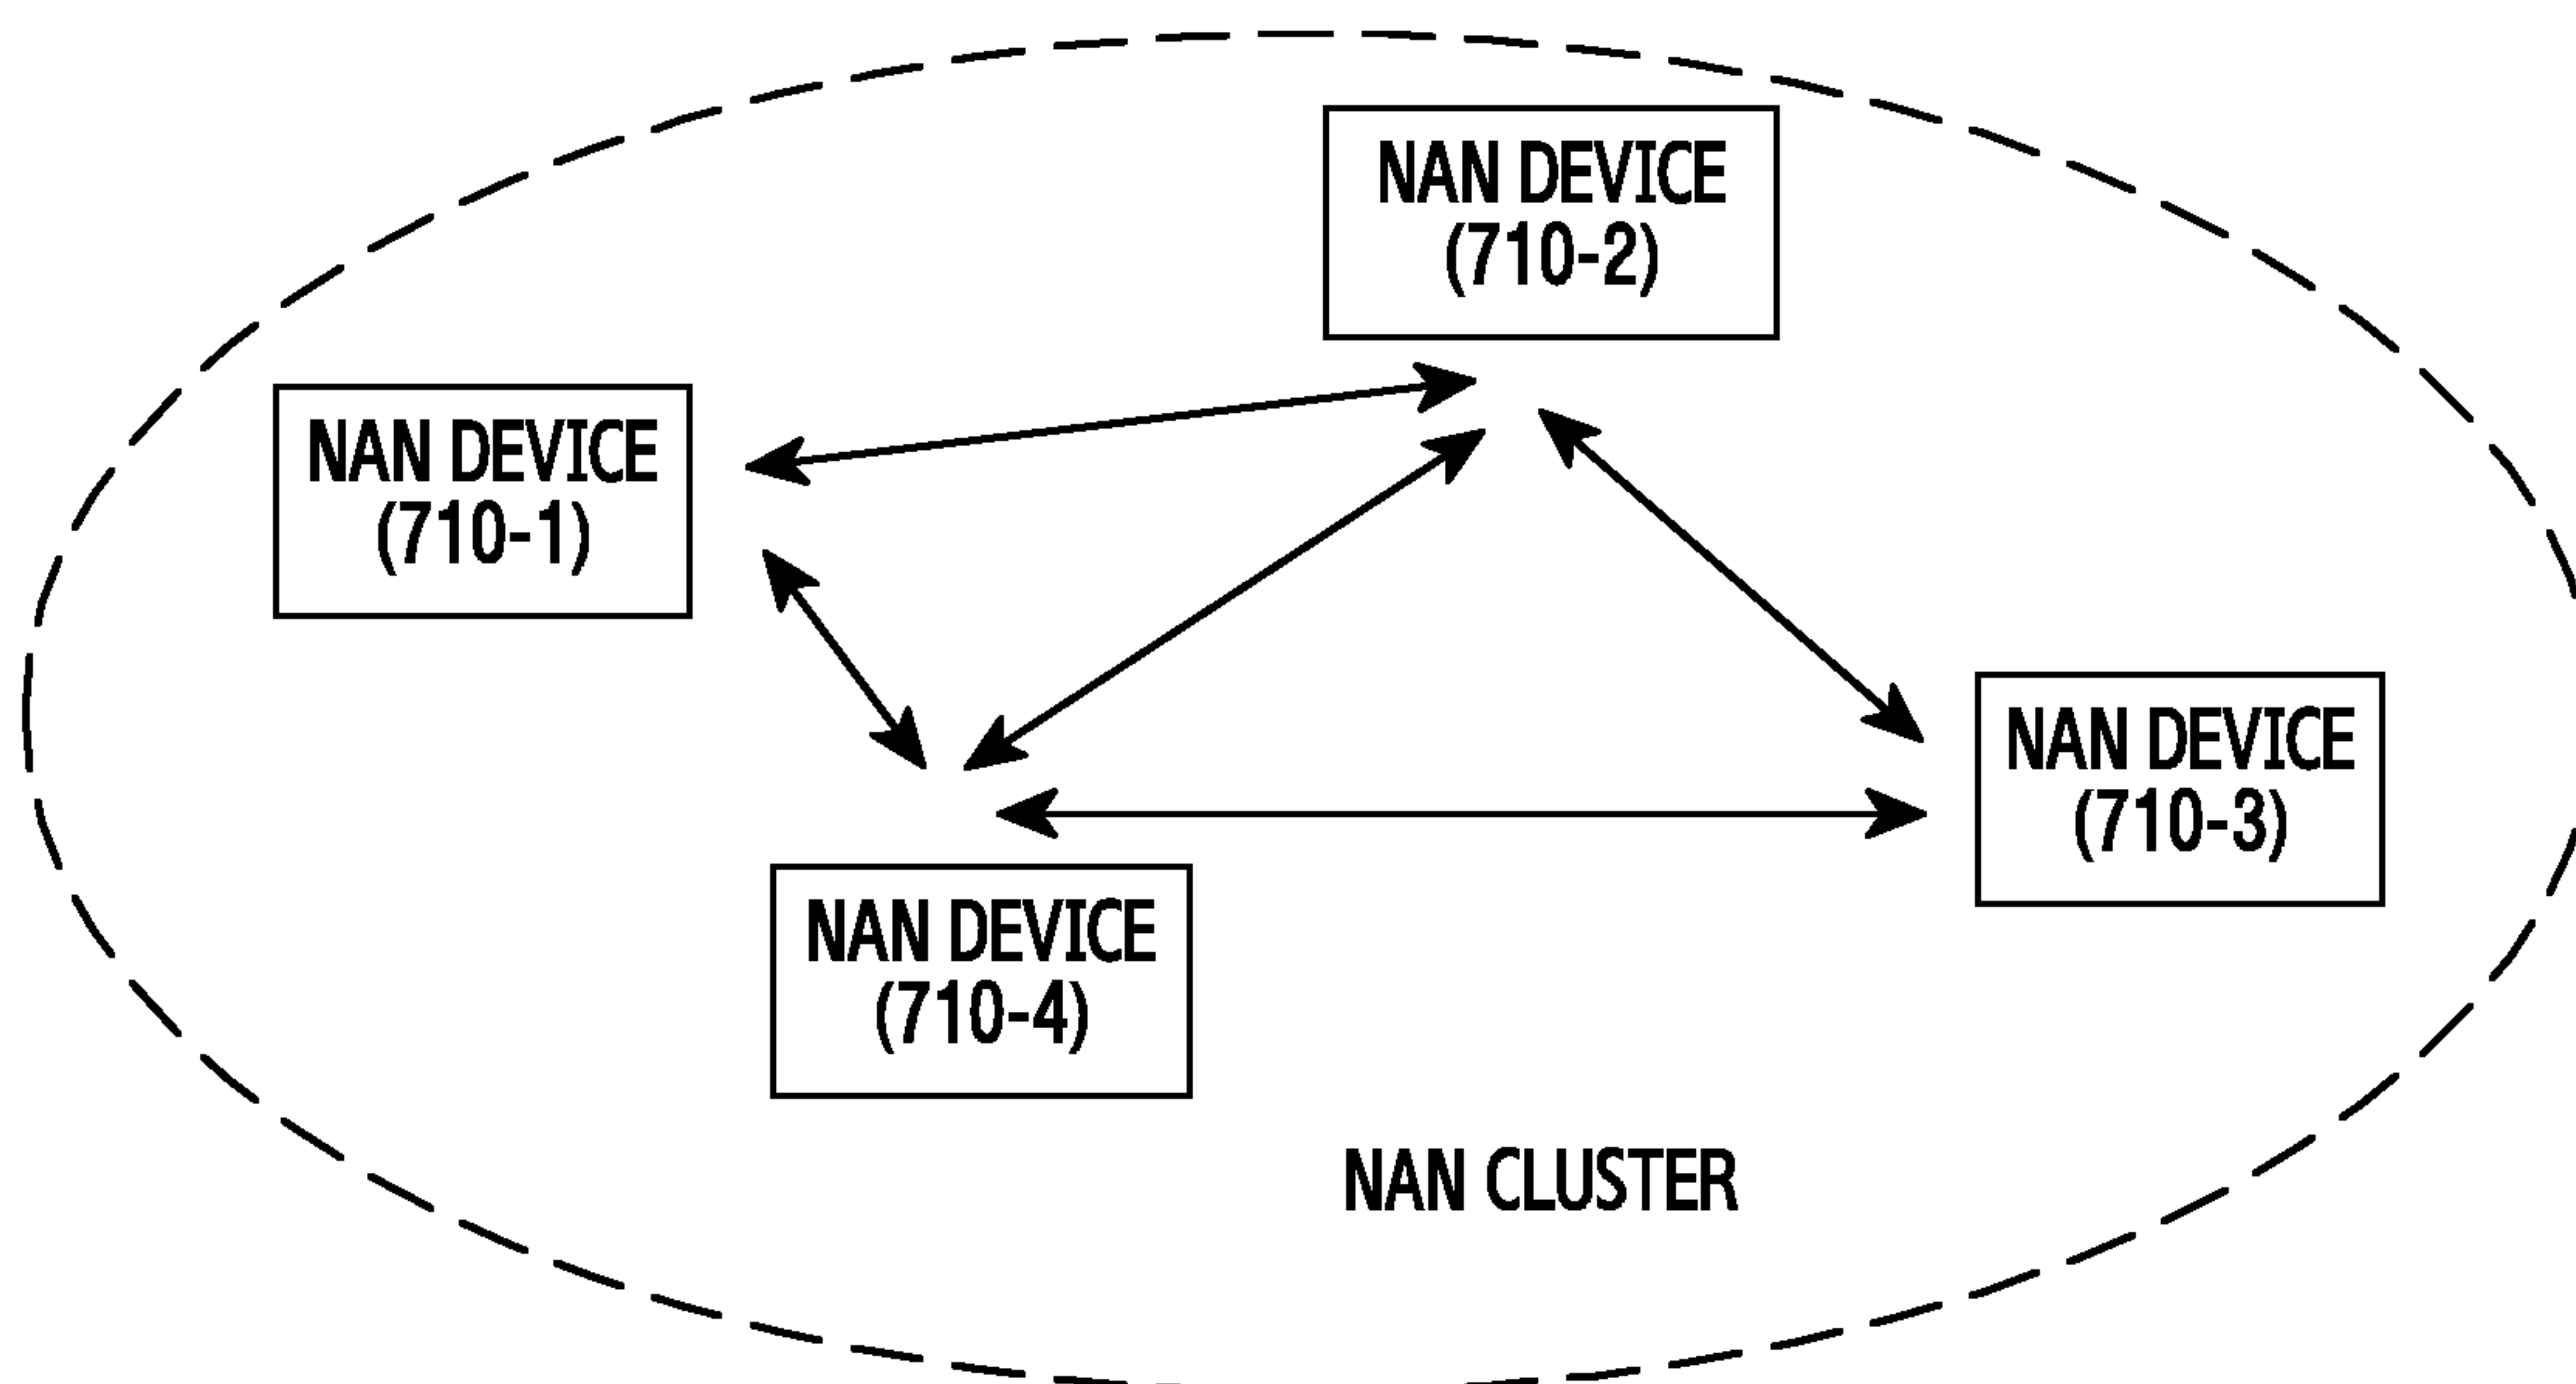 NAN DEVICE
(710-2)
NAN DEVICE
(710-1)
NAN DEVICE
(710-3)
NAN DEVICE
(710-4)
NAN CLUSTER